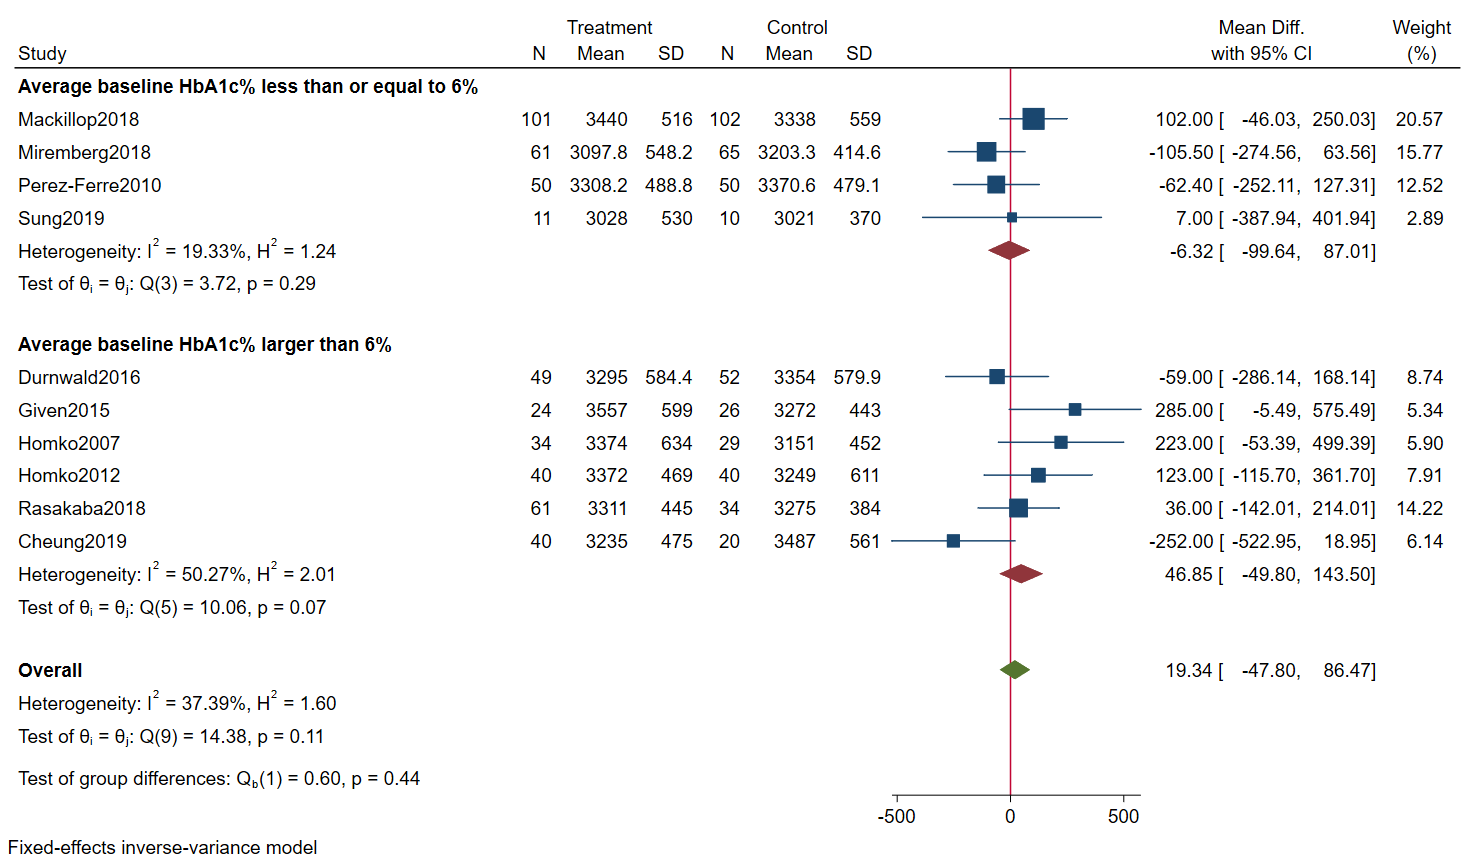 Treatment Control Mean Diff. Weight
Study N Mean SD N Mean SD with 95% CI (%)
Average baseline HbA1c% less than or equal to 6%
Mackillop2018 101 3440 516 102 3338 559 102.00 [ -46.03, 250.03] 20.57
Miremberg2018 61 3097.8 548.2 65 3203.3 414.6 -105.50 [ -274.56, 63.56] 15.77
Perez-Ferre2010 50 3308.2 488.8 50 3370.6 479.1 -62.40 [ -252.11, 127.31] 12.52
Sung2019 11 3028 530 10 3021 370 7.00 [ -387.94, 401.94] 2.89
Heterogeneity: I² = 19.33%, H² = 1.24 -6.32 [ -99.64, 87.01]
Test of θᵢ = θⱼ: Q(3) = 3.72, p = 0.29
Average baseline HbA1c% larger than 6%
Durnwald2016 49 3295 584.4 52 3354 579.9 -59.00 [ -286.14, 168.14] 8.74
Given2015 24 3557 599 26 3272 443 285.00 [ -5.49, 575.49] 5.34
Homko2007 34 3374 634 29 3151 452 223.00 [ -53.39, 499.39] 5.90
Homko2012 40 3372 469 40 3249 611 123.00 [ -115.70, 361.70] 7.91
Rasakaba2018 61 3311 445 34 3275 384 36.00 [ -142.01, 214.01] 14.22
Cheung2019 40 3235 475 20 3487 561 -252.00 [ -522.95, 18.95] 6.14
Heterogeneity: I² = 50.27%, H² = 2.01 46.85 [ -49.80, 143.50]
Test of θᵢ = θⱼ: Q(5) = 10.06, p = 0.07
Overall 19.34 [ -47.80, 86.47]
Heterogeneity: I² = 37.39%, H² = 1.60
Test of θᵢ = θⱼ: Q(9) = 14.38, p = 0.11
Test of group differences: Q_b(1) = 0.60, p = 0.44
-500 0 500
Fixed-effects inverse-variance model